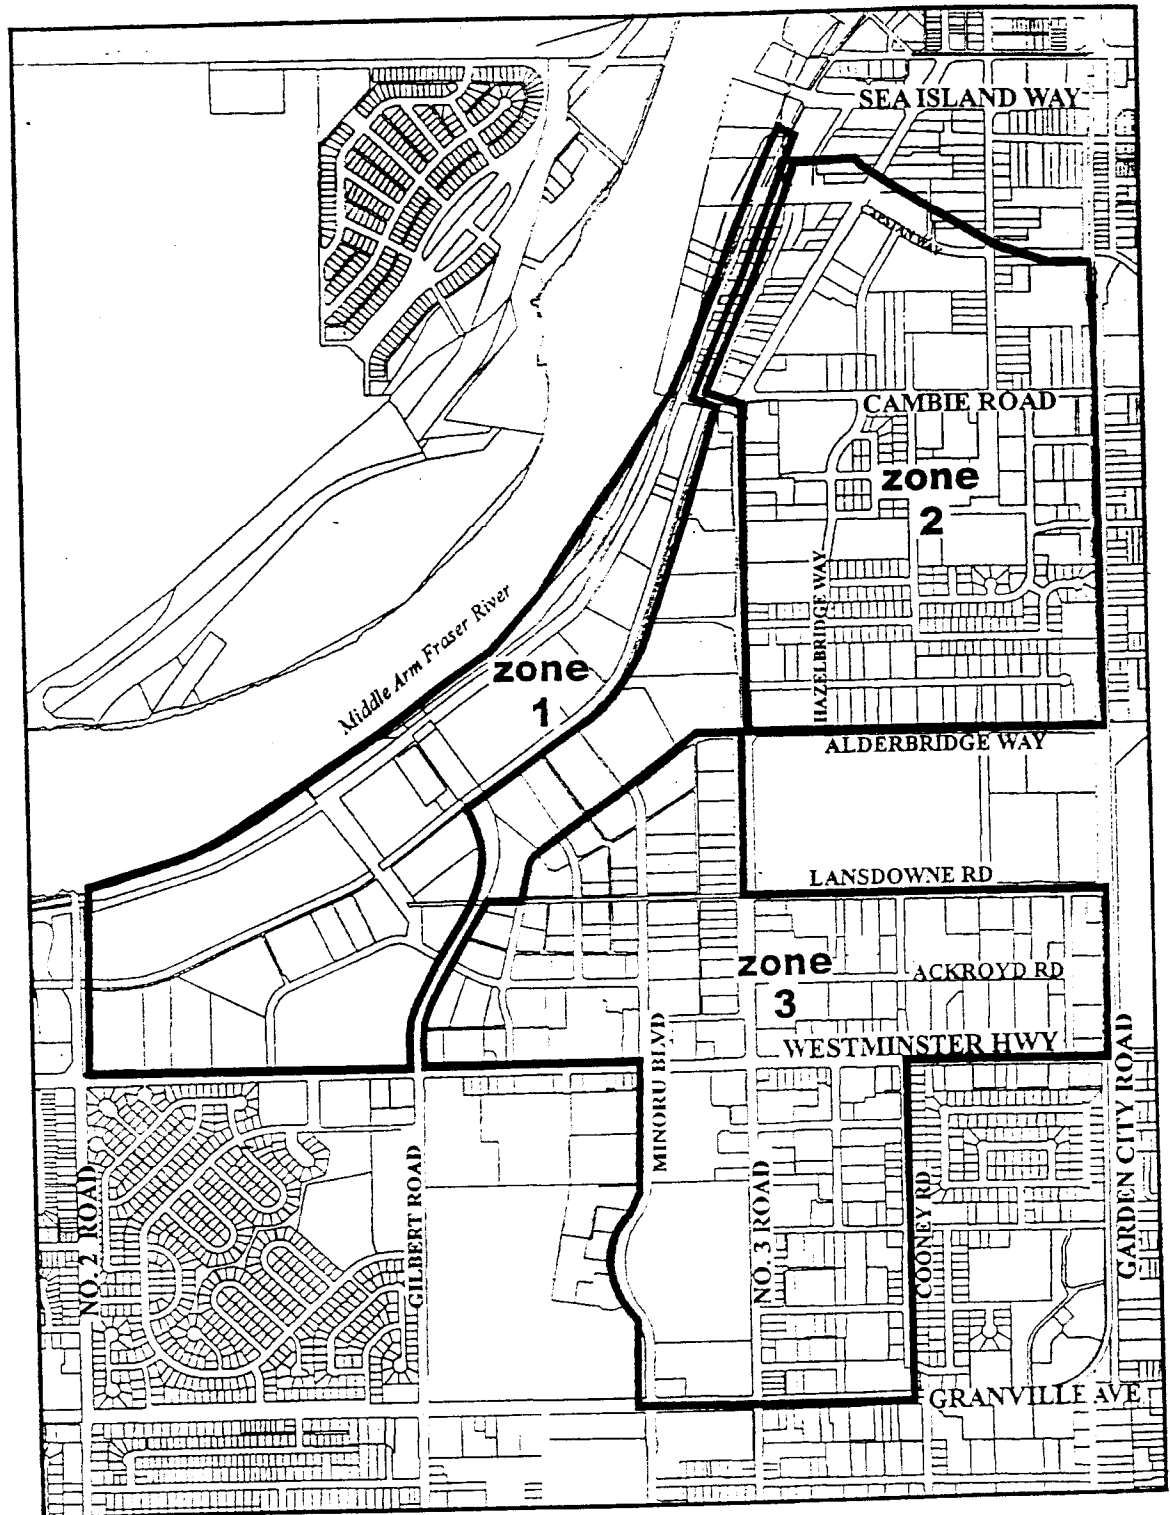 SEA ISLAND WAY
CAPSTAN WAY
CAMBIE ROAD
zone
2
HAZELBRIDGE WAY
Middle Arm Fraser River
zone
1
ALDERBRIDGE WAY
LANSDOWNE RD
zone
3
ACKROYD RD
WESTMINSTER HWY
MINORU BLVD
NO. 2 ROAD
GILBERT ROAD
NO. 3 ROAD
COONEY RD
GARDEN CITY ROAD
GRANVILLE AVE